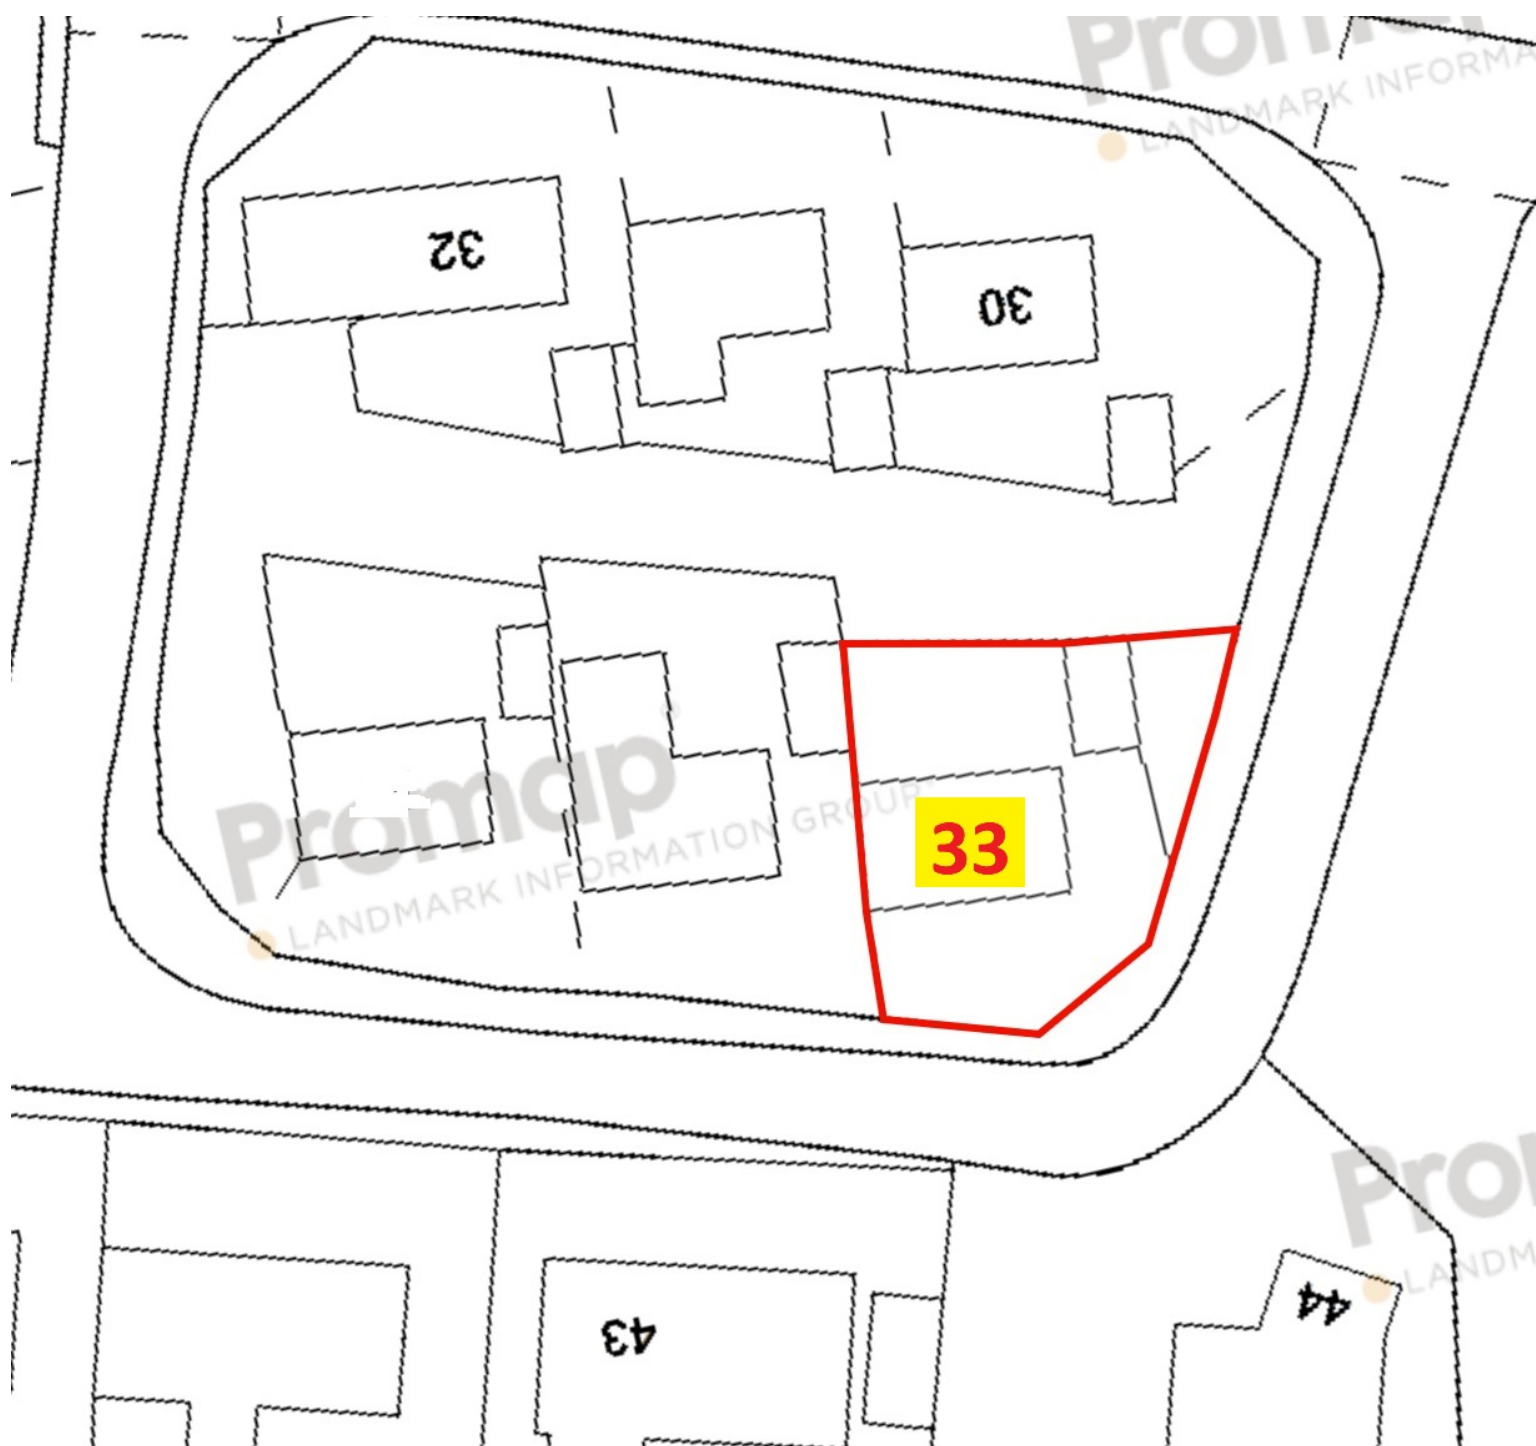 Promap
LANDMARK INFORMA
32
30
Promap®
LANDMARK INFORMATION GROUP
33
Prom
LANDM
43
44